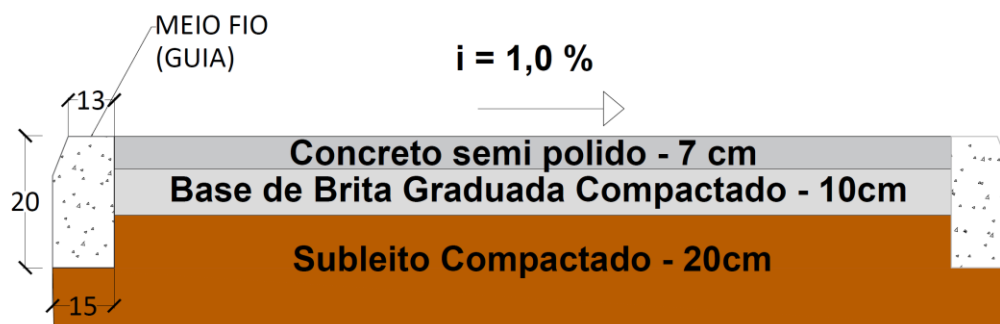 MEIO FIO
(GUIA)
i = 1,0 %
13
Concreto semi polido - 7 cm
Base de Brita Graduada Compactado - 10cm
20
Subleito Compactado - 20cm
15